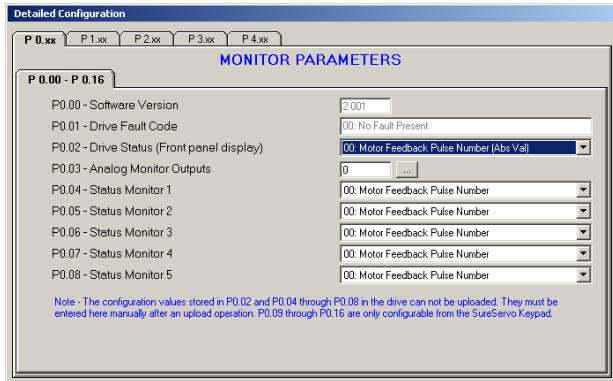 Detailed Configuration
P 0.xx P 1.xx P 2.xx P 3.xx P 4.xx
MONITOR PARAMETERS
P 0.00 - P 0.16
P0.00 - Software Version 2.001
P0.01 - Drive Fault Code 00: No Fault Present
P0.02 - Drive Status (Front panel display) 00: Motor Feedback Pulse Number (Abs Val)
P0.03 - Analog Monitor Outputs 0 ...
P0.04 - Status Monitor 1 00: Motor Feedback Pulse Number
P0.05 - Status Monitor 2 00: Motor Feedback Pulse Number
P0.06 - Status Monitor 3 00: Motor Feedback Pulse Number
P0.07 - Status Monitor 4 00: Motor Feedback Pulse Number
P0.08 - Status Monitor 5 00: Motor Feedback Pulse Number
Note - The configuration values stored in P0.02 and P0.04 through P0.08 in the drive can not be uploaded. They must be
entered here manually after an upload operation. P0.09 through P0.16 are only configurable from the SureServo Keypad.